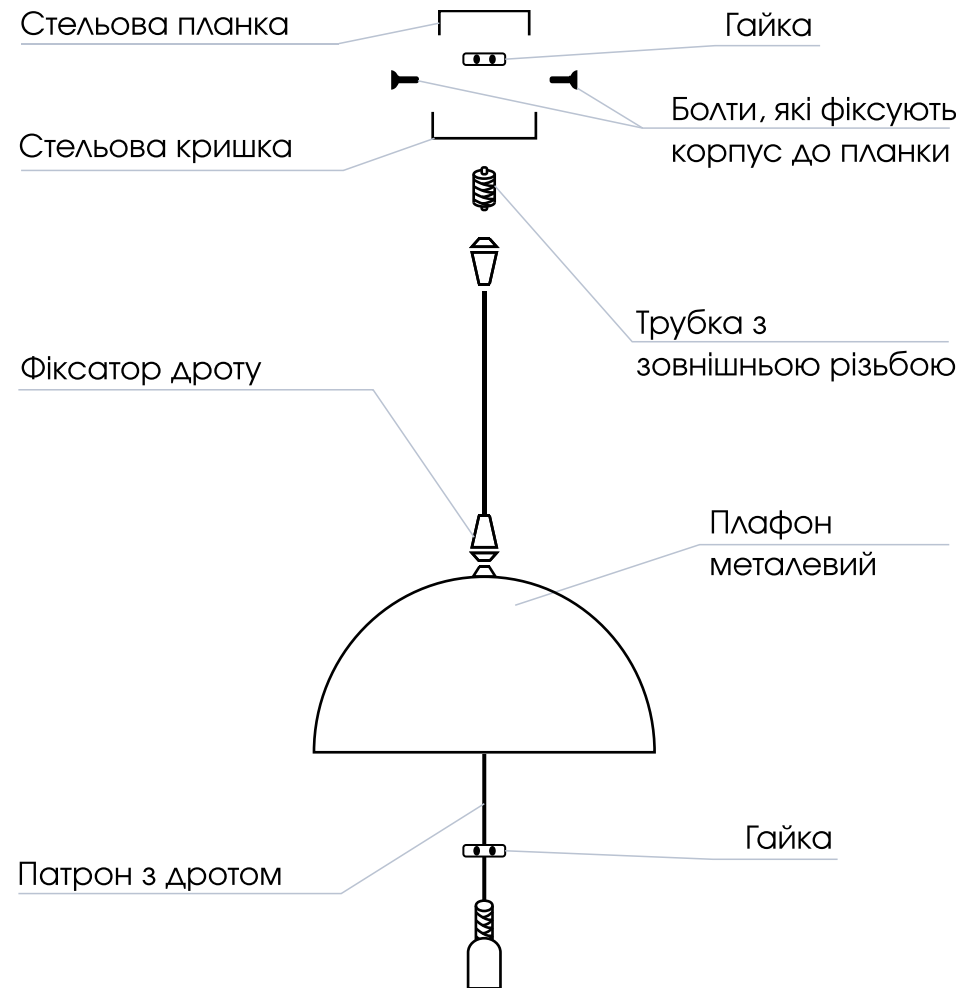 Стельова планка
Гайка
Болти, які фіксують
корпус до планки
Стельова кришка
Трубка з
зовнішньою різьбою
Фіксатор дроту
Плафон
металевий
Гайка
Патрон з дротом